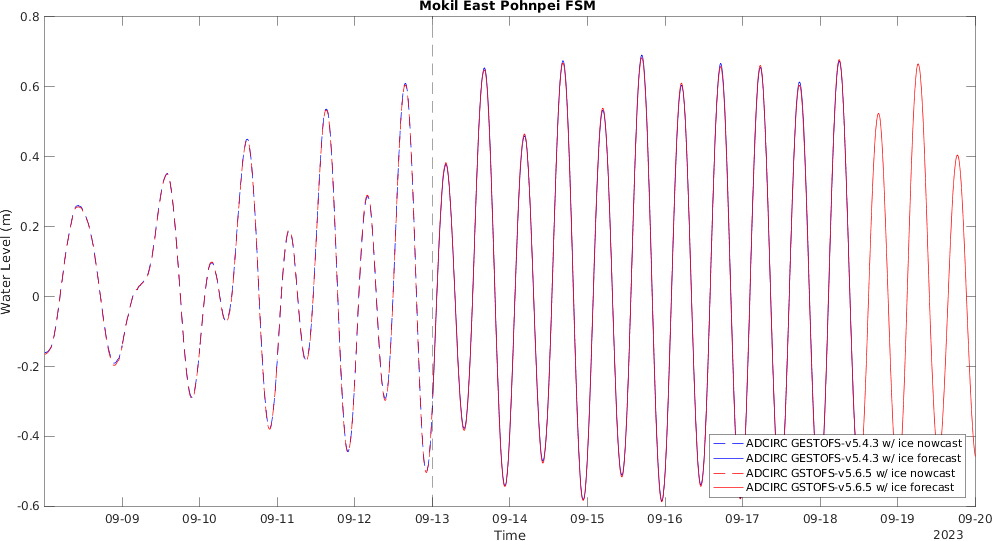 Mokil East Pohnpei FSM
0.8
0.6
0.4
0.2
0
-0.2
-0.4
-0.6
Water Level (m)
ADCIRC GESTOFS-v5.4.3 w/ ice nowcast
ADCIRC GESTOFS-v5.4.3 w/ ice forecast
ADCIRC GSTOFS-v5.6.5 w/ ice nowcast
ADCIRC GSTOFS-v5.6.5 w/ ice forecast
09-09 09-10 09-11 09-12 09-13 09-14 09-15 09-16 09-17 09-18 09-19 09-20
Time
2023